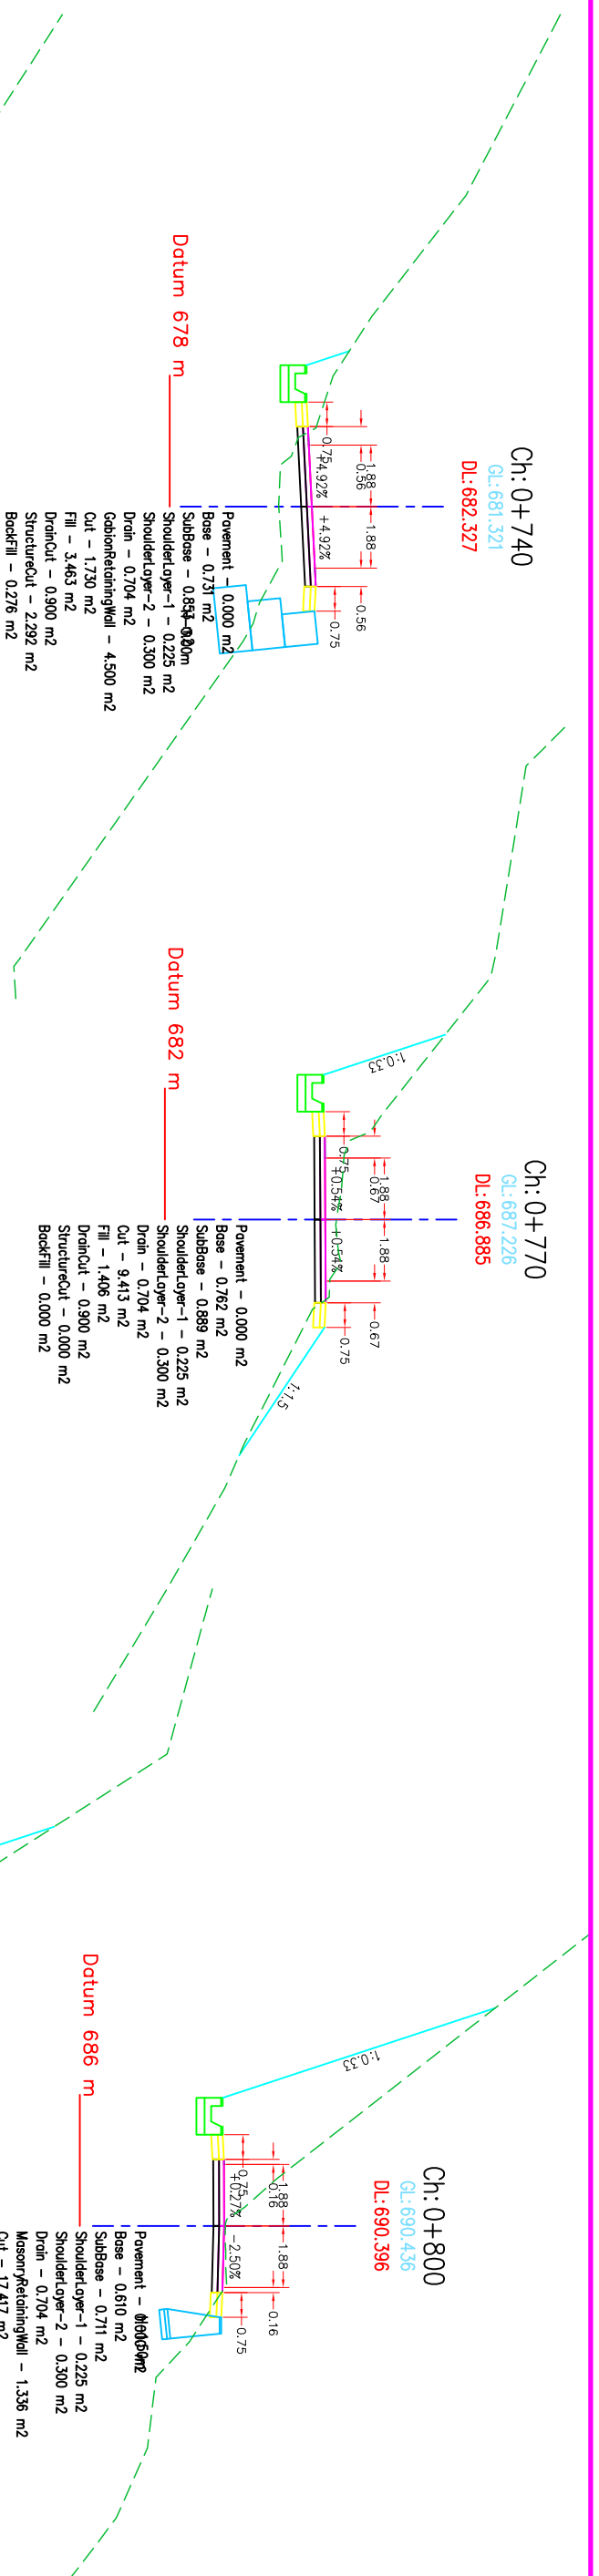 Ch: 0+740
GL:681.321
DL:682.327
1.88
1.88
0.56
0.56
0.75
0.75
+4.92%
+4.92%
Datum 678 m
Pavement - 0.000 m2
Base - 0.731 m2
SubBase - 0.853 m2
ShoulderLayer-1 - 0.225 m2
ShoulderLayer-2 - 0.300 m2
Drain - 0.704 m2
GabionRetainingWall - 4.500 m2
Cut - 1.730 m2
Fill - 3.463 m2
DrainCut - 0.900 m2
StructureCut - 2.292 m2
BackFill - 0.276 m2
Ch: 0+770
GL:687.226
DL:686.885
1:0.33
1.88
1.88
0.67
0.67
0.75
0.75
+0.54%
+0.54%
1:1.5
Datum 682 m
Pavement - 0.000 m2
Base - 0.762 m2
SubBase - 0.889 m2
ShoulderLayer-1 - 0.225 m2
ShoulderLayer-2 - 0.300 m2
Drain - 0.704 m2
Cut - 9.413 m2
Fill - 1.406 m2
DrainCut - 0.900 m2
StructureCut - 0.000 m2
BackFill - 0.000 m2
Ch: 0+800
GL:690.436
DL:690.396
1:0.33
1.88
1.88
0.16
0.16
0.75
0.75
+0.27%
-2.50%
Datum 686 m
Pavement -
Base - 0.610 m2
SubBase - 0.711 m2
ShoulderLayer-1 - 0.225 m2
ShoulderLayer-2 - 0.300 m2
Drain - 0.704 m2
MasonryRetainingWall - 1.336 m2
Cut - 17.417 m2